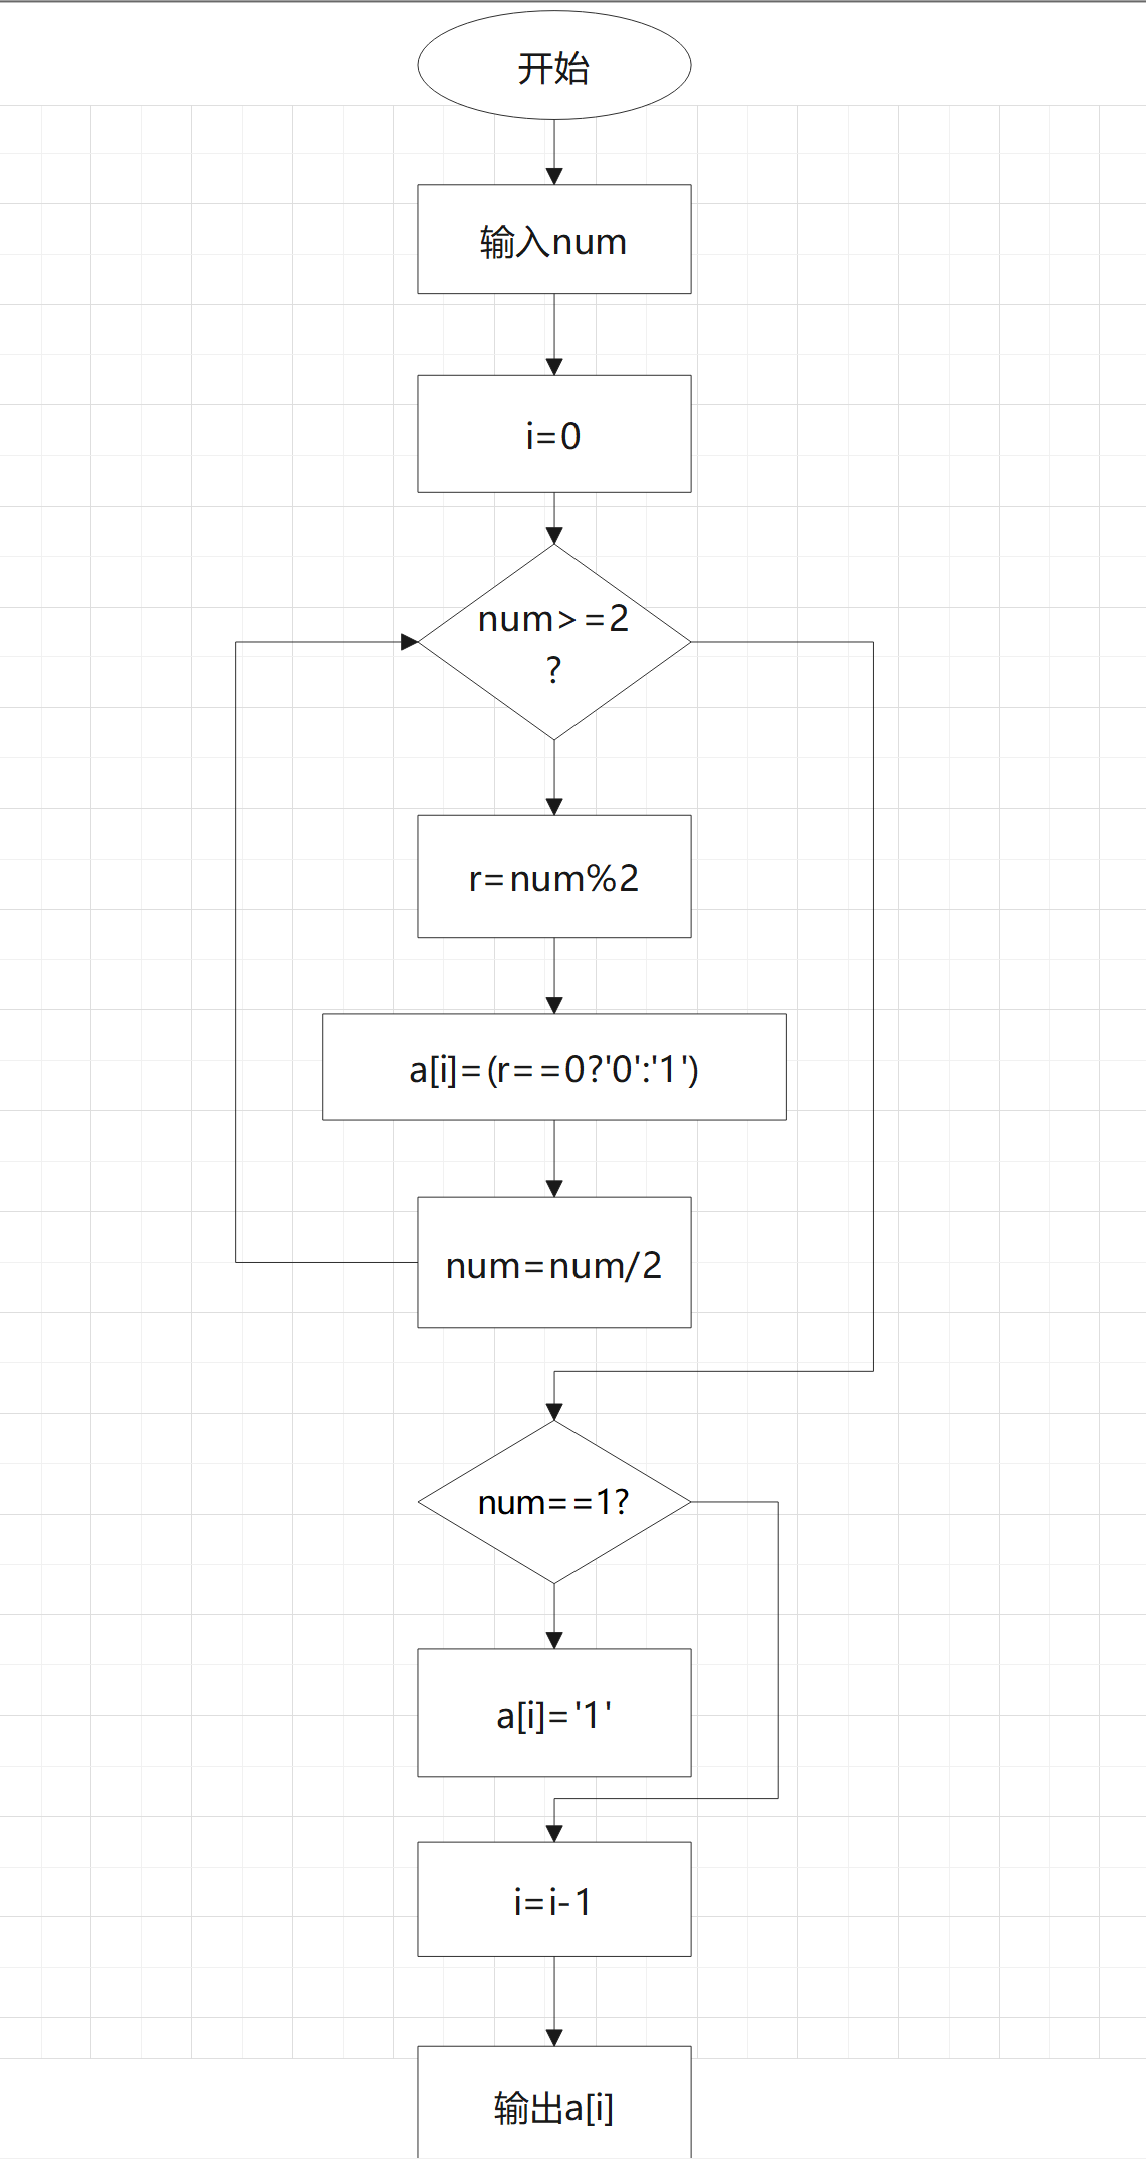 开始
输入num
i=0
num>=2
?
r=num%2
a[i]=(r==0?'0':'1')
num=num/2
num==1?
a[i]='1'
i=i-1
输出a[i]